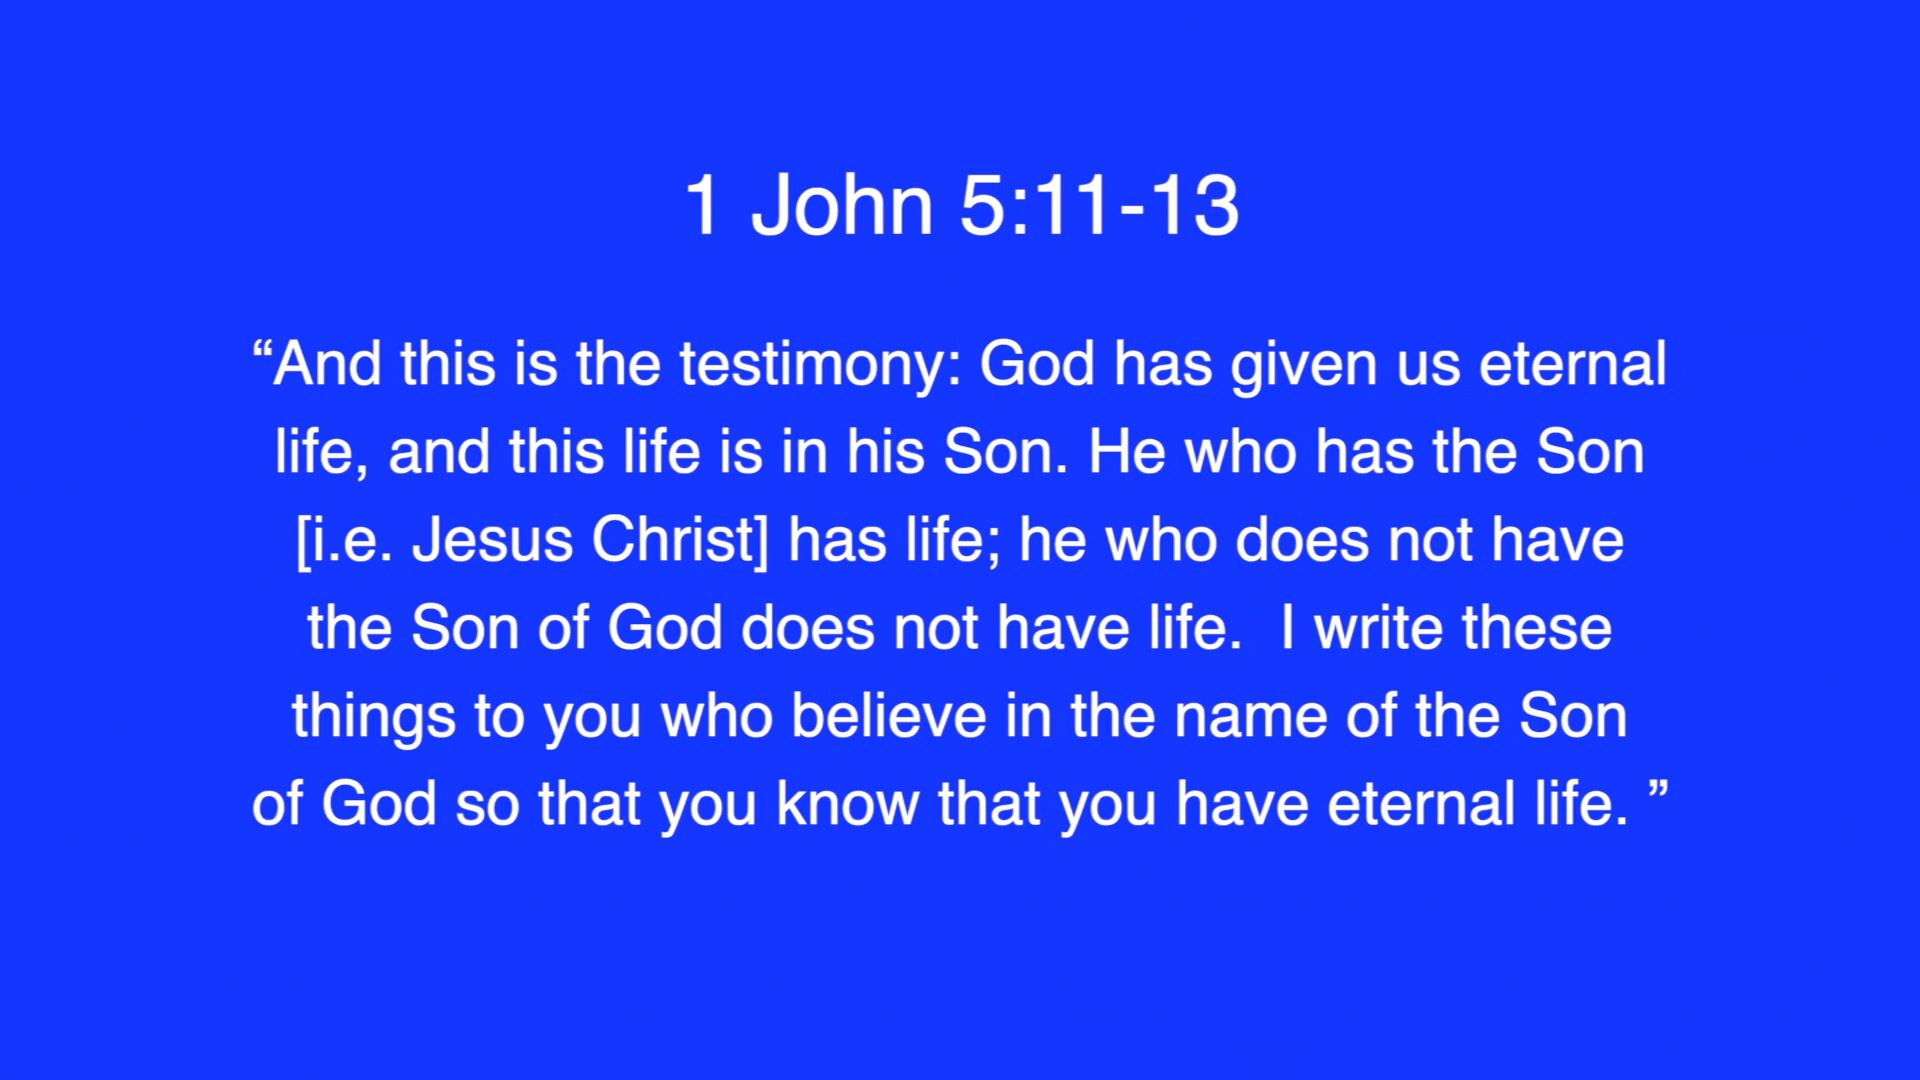 1 John 5:11-13
“And this is the testimony: God has given us eternal
life, and this life is in his Son. He who has the Son
[i.e. Jesus Christ] has life; he who does not have
the Son of God does not have life.  I write these
things to you who believe in the name of the Son
of God so that you know that you have eternal life. ”